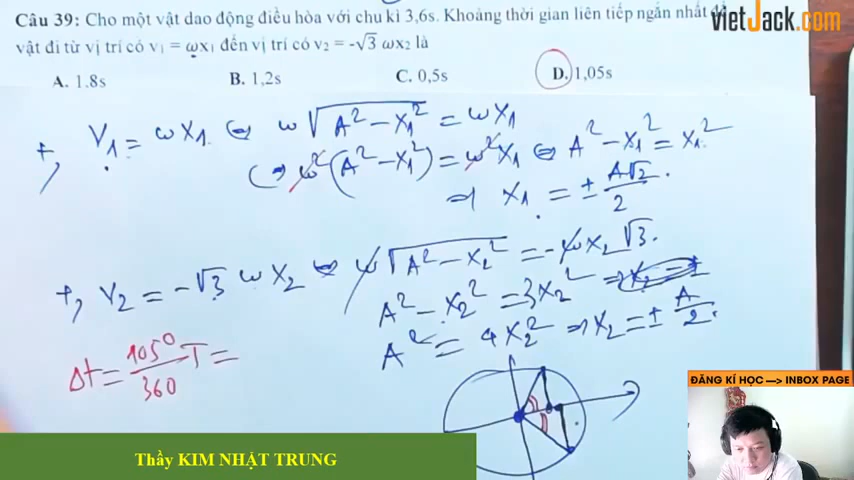 Câu 39: Cho một vật dao động điều hòa với chu kì 3,6s. Khoảng thời gian liên tiếp ngắn nhất để
vietJack.com
vật đi từ vị trí có v₁ = ωx₁ đến vị trí có v₂ = -√3 ωx₂ là
A. 1.8s B. 1,2s C. 0,5s D. 1,05s
+, V₁ = ωx₁ ⇔ ω√(A² - x₁²) = ωx₁
⇔ ω²(A² - x₁²) = ω²x₁ ⇔ A² - x₁² = x₁²
⇒ x₁ = ± A√2/2.
+, V₂ = -√3 ωx₂ ⇔ ω√(A² - x₂²) = -ωx₂√3.
A² - x₂² = 3x₂² ⇒ x₂ = ±
A² = 4x₂² ⇒ x₂ = ± A/2.
Δt = 105°/360 T =
ĐĂNG KÍ HỌC —> INBOX PAGE
Thầy KIM NHẬT TRUNG